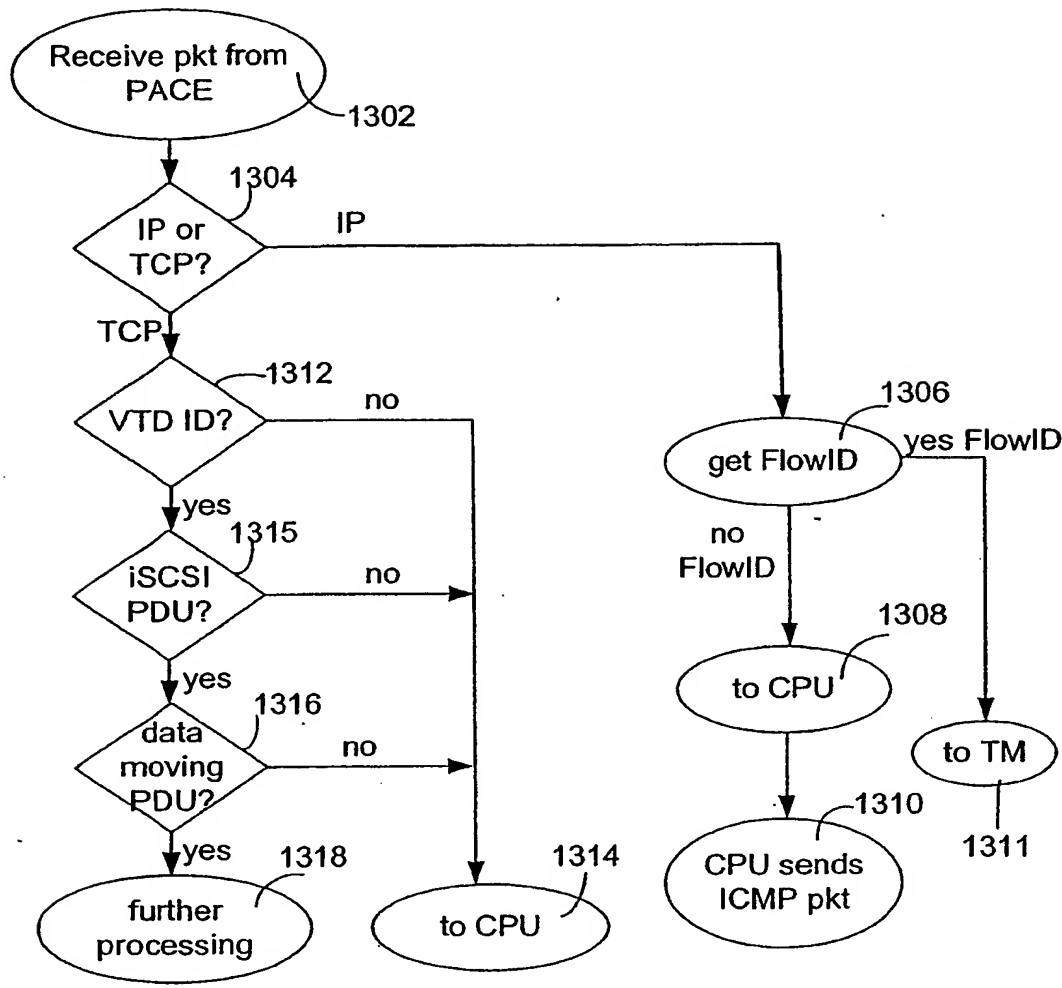 Receive pkt from
PACE
1302
1304
IP or
TCP?
IP
TCP
1312
VTD ID?
no
1306
get FlowID
yes FlowID
yes
1315
iSCSI
PDU?
no
no
FlowID
1308
to CPU
yes
1316
data
moving
PDU?
no
to TM
1311
1310
CPU sends
ICMP pkt
yes
1318
further
processing
1314
to CPU